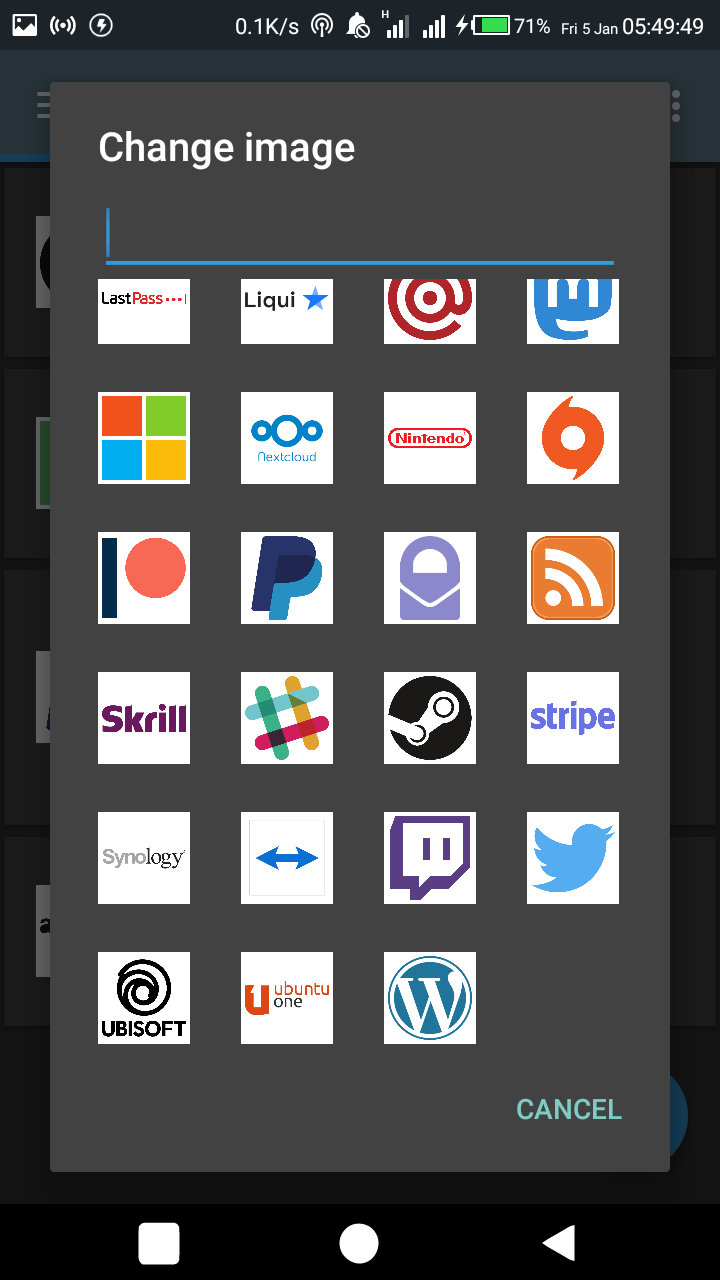 0.1K/s H 71% Fri 5 Jan 05:49:49
Change image
LastPass
Liqui
Nextcloud
Nintendo
Skrill
stripe
Synology
UBISOFT
ubuntu
one
CANCEL